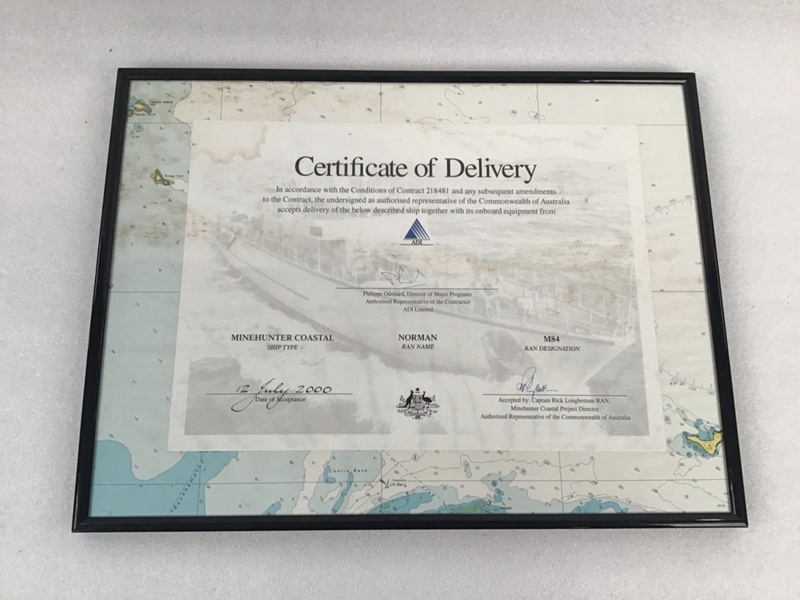 Certificate of Delivery
In accordance with the Conditions of Contract 218481 and any subsequent amendments
to the Contract, the undersigned as authorised representative of the Commonwealth of Australia
accepts delivery of the below described ship together with its onboard equipment from
ADI
Philippe Odouard, Director of Major Programs
Authorised Representative of the Contractor
ADI Limited
MINEHUNTER COASTAL
SHIP TYPE
NORMAN
RAN NAME
M84
RAN DESIGNATION
12 July 2000
Date of Acceptance
Accepted by: Captain Rick Longbottom RAN,
Minehunter Coastal Project Director
Authorised Representative of the Commonwealth of Australia
Bank